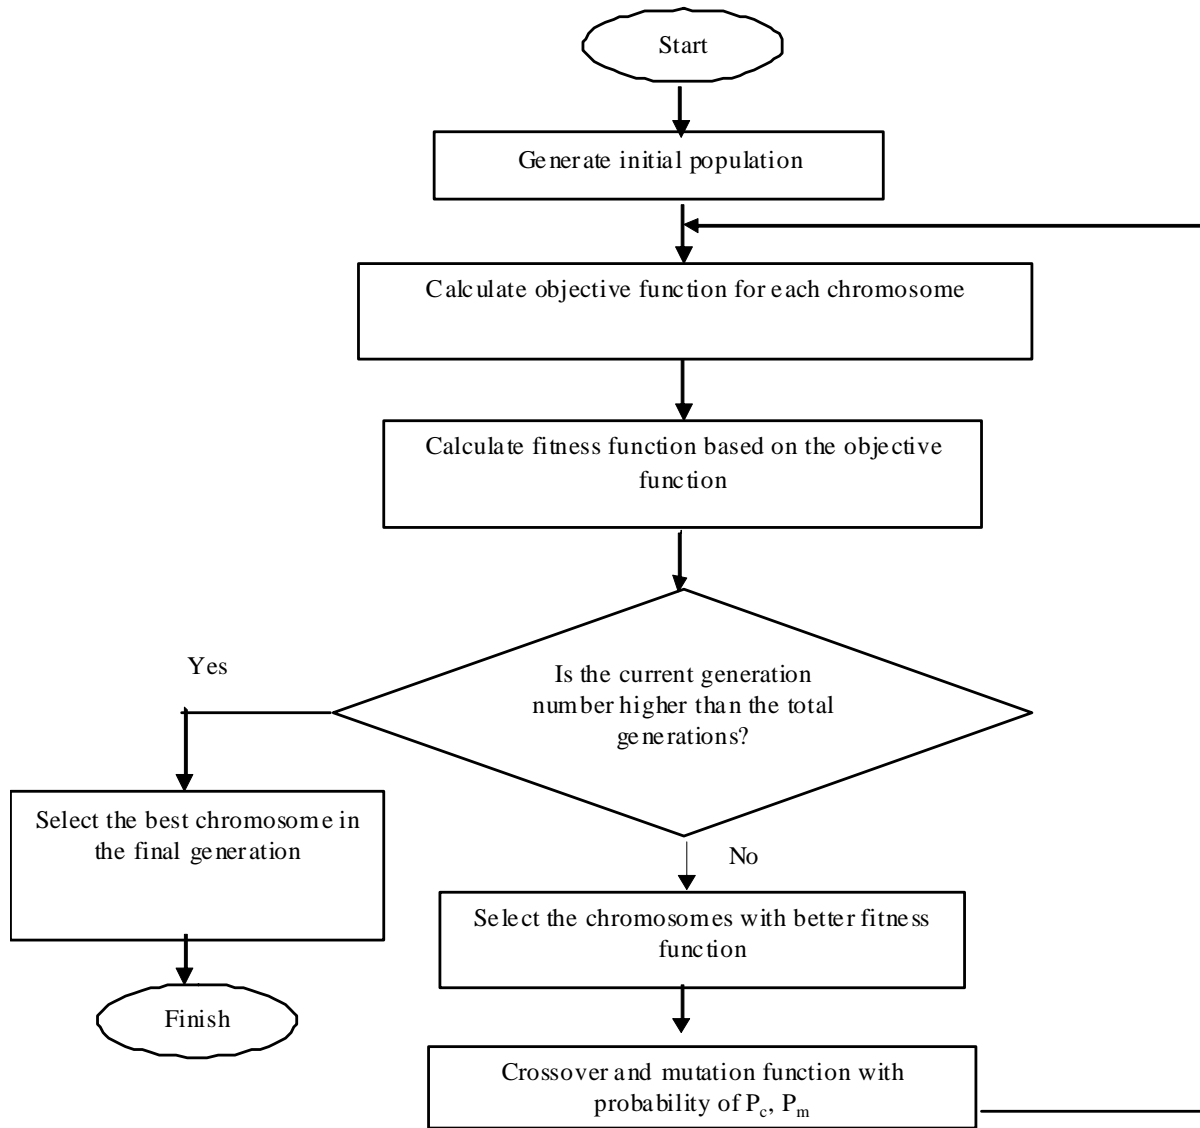 Start
Generate initial population
Calculate objective function for each chromosome
Calculate fitness function based on the objective
function
Yes
Is the current generation
number higher than the total
generations?
Select the best chromosome in
the final generation
No
Select the chromosomes with better fitness
function
Finish
Crossover and mutation function with
probability of Pc, Pm